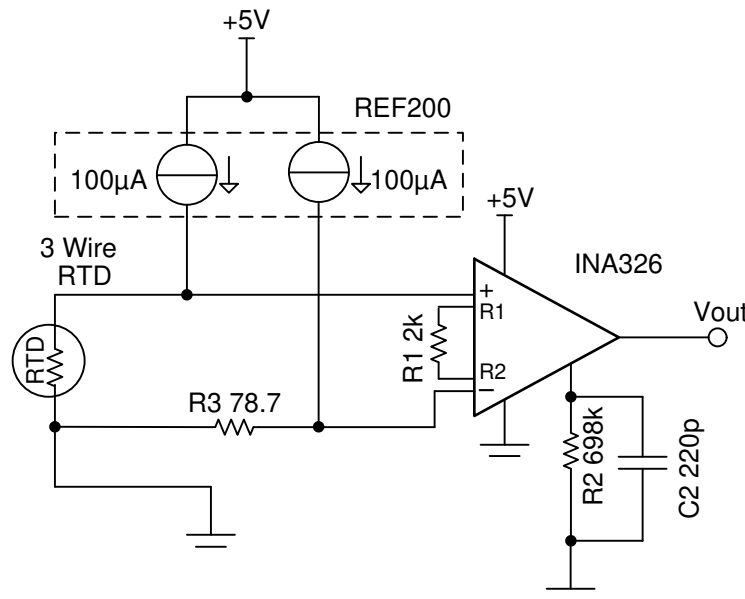 +5V
REF200
100µA
100µA
3 Wire
RTD
+5V
INA326
+
R1
R1 2k
R2
−
Vout
RTD
R3 78.7
R2 698k
C2 220p